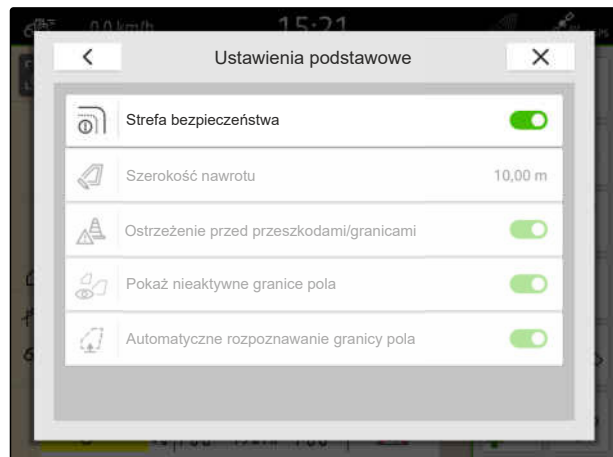 0.0 km/h 15:21
Ustawienia podstawowe
Strefa bezpieczeństwa
Szerokość nawrotu 10,00 m
Ostrzeżenie przed przeszkodami/granicami
Pokaż nieaktywne granice pola
Automatyczne rozpoznawanie granicy pola